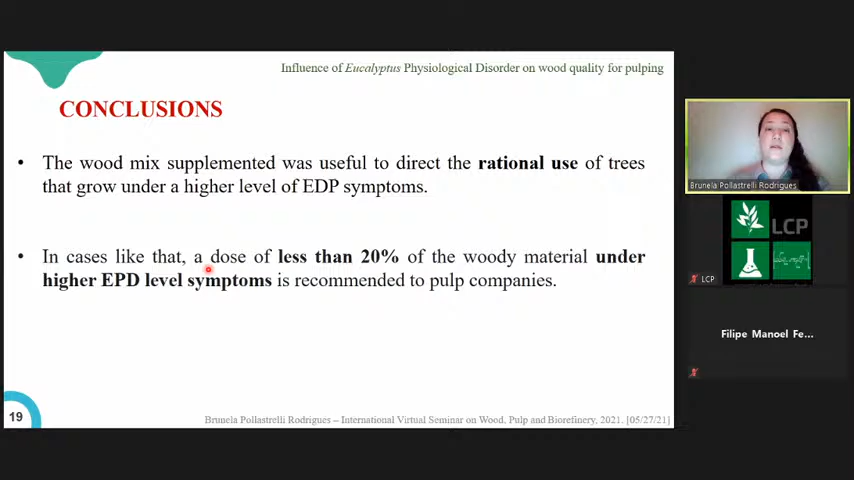 Influence of Eucalyptus Physiological Disorder on wood quality for pulping
CONCLUSIONS
• The wood mix supplemented was useful to direct the rational use of trees
that grow under a higher level of EDP symptoms.
• In cases like that, a dose of less than 20% of the woody material under
higher EPD level symptoms is recommended to pulp companies.
19
Brunela Pollastrelli Rodrigues – International Virtual Seminar on Wood, Pulp and Biorefinery, 2021. [05/27/21]
Brunela Pollastrelli Rodrigues
LCP
LCP
Filipe Manoel Fe...